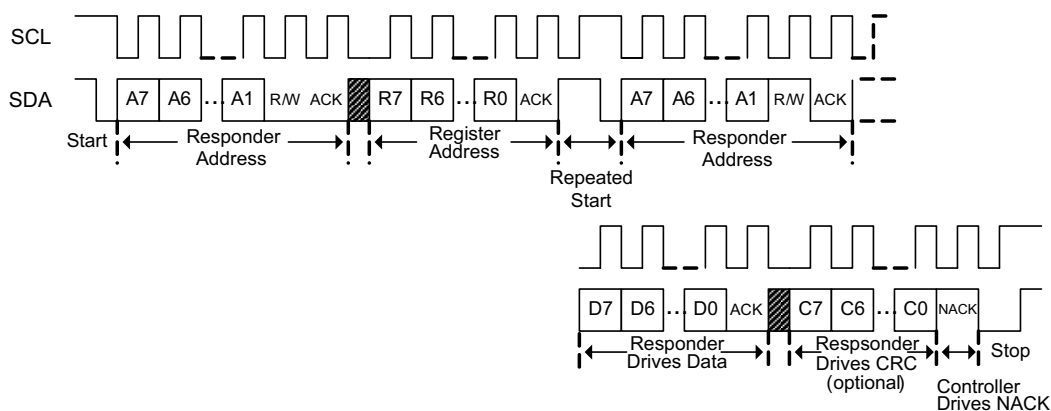 SCL
SDA
A7 A6 ... A1 R/W ACK R7 R6 ... R0 ACK A7 A6 ... A1 R/W ACK
Start
Responder
Address
Register
Address
Repeated
Start
Responder
Address
D7 D6 ... D0 ACK C7 C6 ... C0 NACK
Responder
Drives Data
Respsonder
Drives CRC
(optional)
Stop
Controller
Drives NACK